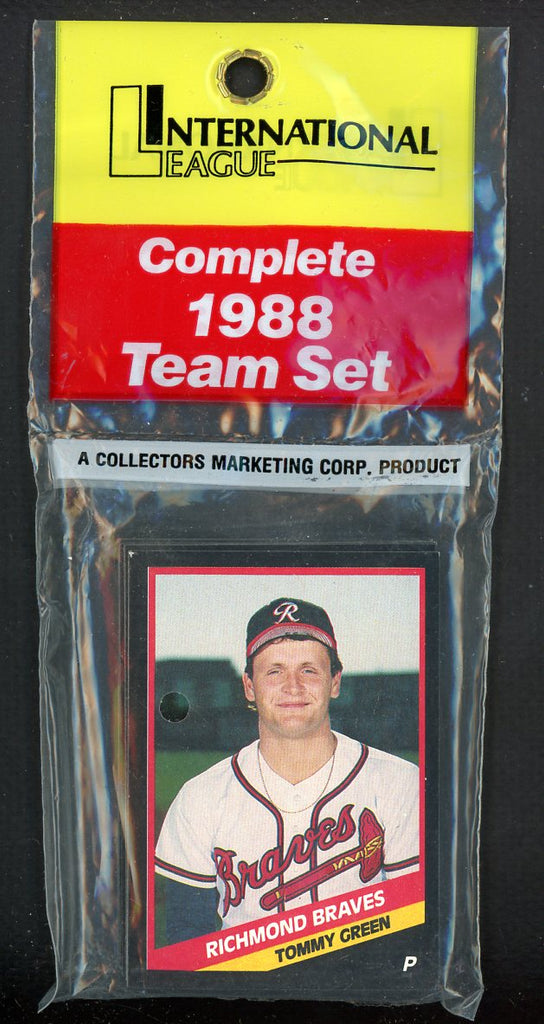 INTERNATIONAL
LEAGUE
Complete
1988
Team Set
A COLLECTORS MARKETING CORP. PRODUCT
R
Braves
RICHMOND BRAVES
TOMMY GREEN
P